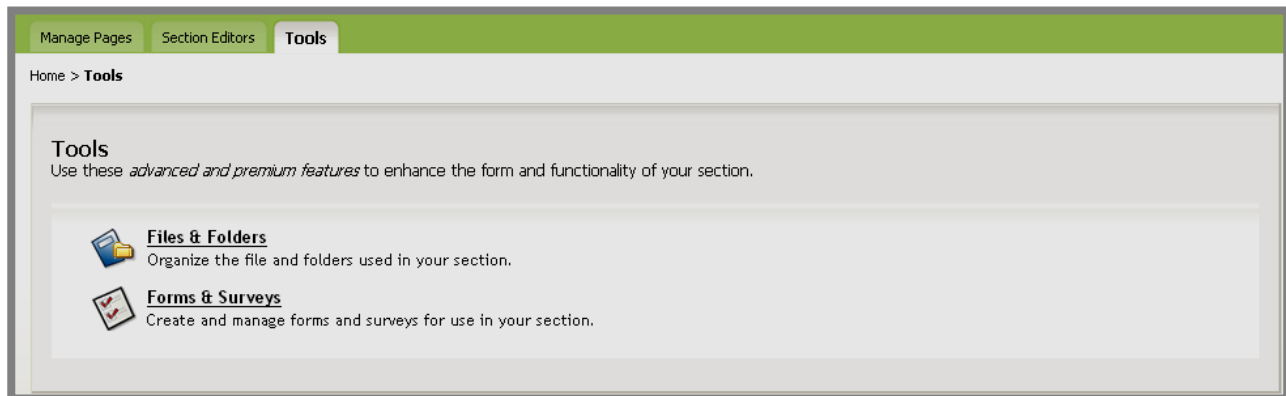 Manage Pages Section Editors Tools
Home > Tools
Tools
Use these advanced and premium features to enhance the form and functionality of your section.
Files & Folders
Organize the file and folders used in your section.
Forms & Surveys
Create and manage forms and surveys for use in your section.